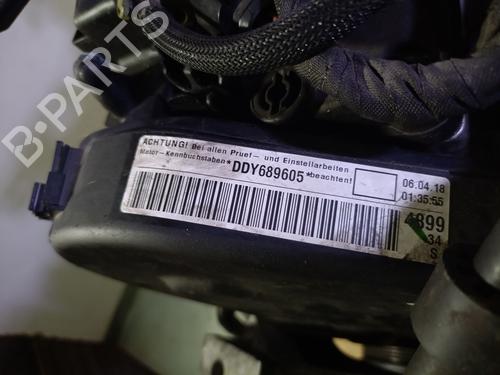 B-PARTS
ACHTUNG! Bei allen Pruef- und Einstellarbeiten
Motor-Kennbuchstaben *DDY689605* beachten!
06.04.18
01:35:55
4899
34
S